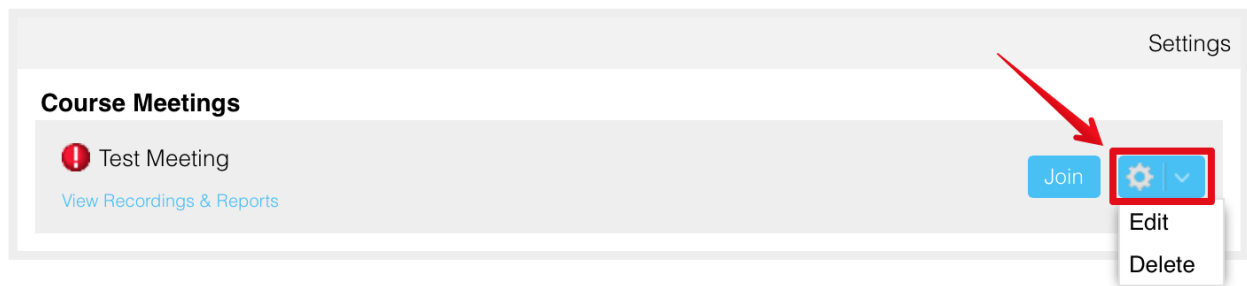 Settings
Course Meetings
Test Meeting
Join
View Recordings & Reports
Edit
Delete